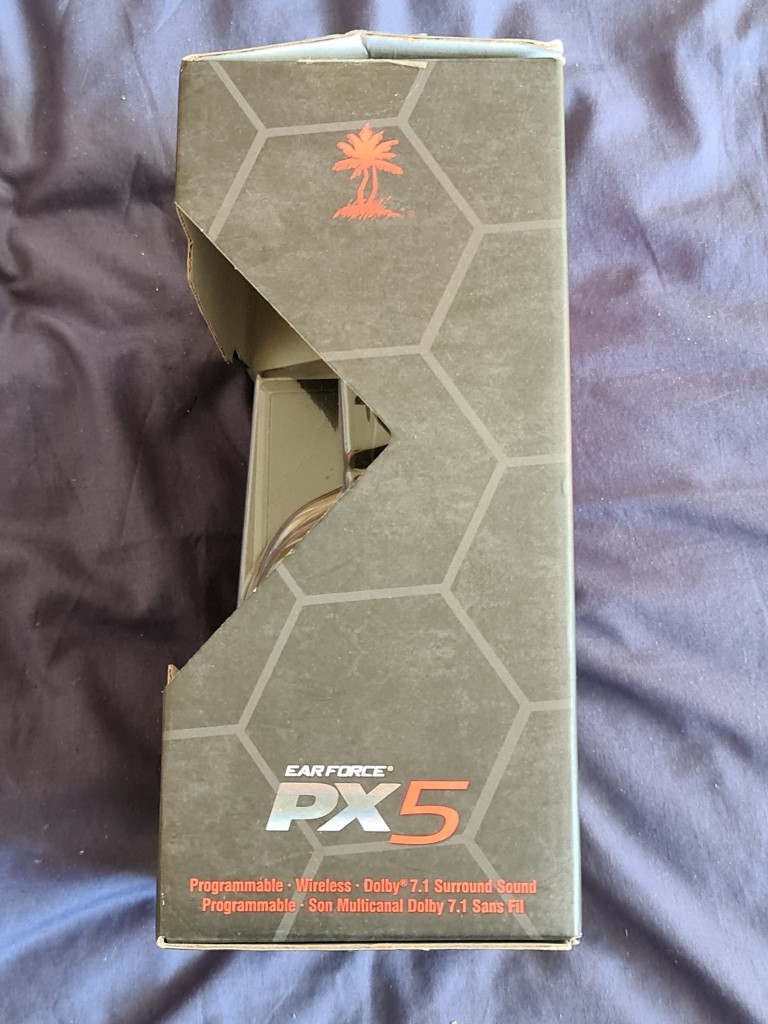 EAR FORCE®
PX5
Programmable · Wireless · Dolby® 7.1 Surround Sound
Programmable · Son Multicanal Dolby 7.1 Sans Fil